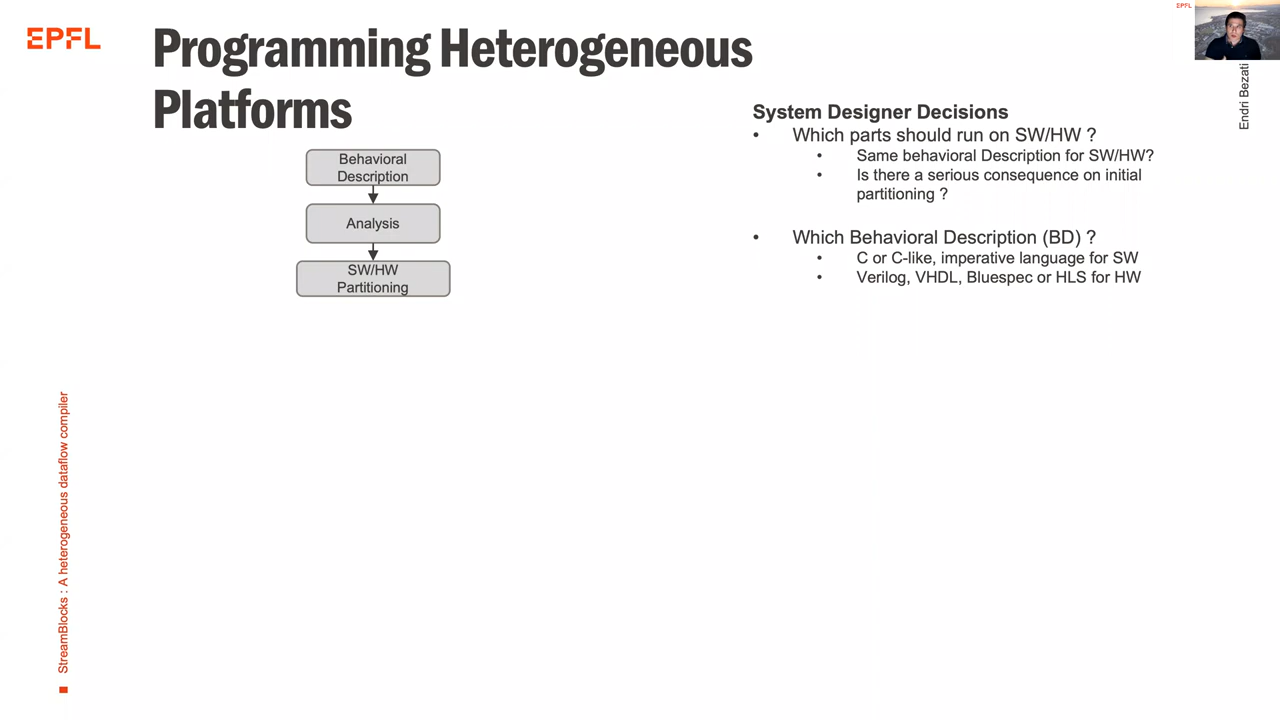 EPFL
Programming Heterogeneous
Platforms
Behavioral
Description
Analysis
SW/HW
Partitioning
System Designer Decisions
• Which parts should run on SW/HW ?
• Same behavioral Description for SW/HW?
• Is there a serious consequence on initial
partitioning ?
• Which Behavioral Description (BD) ?
• C or C-like, imperative language for SW
• Verilog, VHDL, Bluespec or HLS for HW
EPFL
Endri Bezati
StreamBlocks : A heterogeneous dataflow compiler